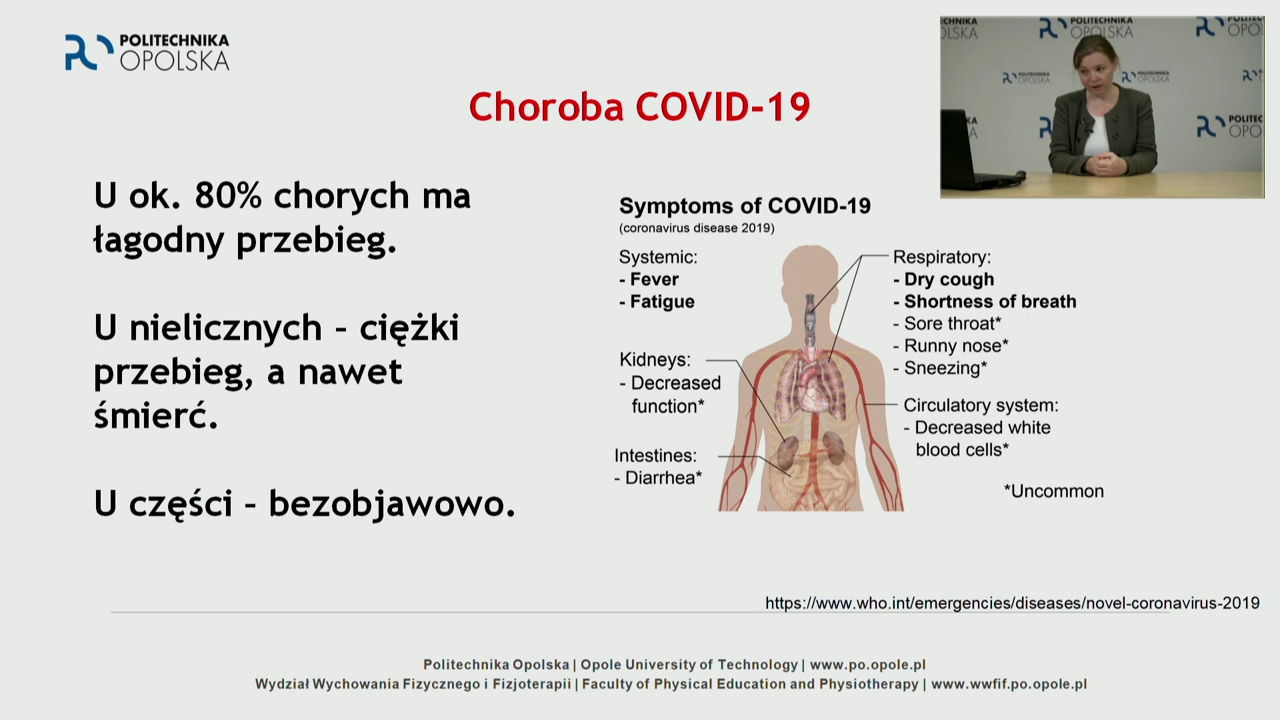 POLITECHNIKA
OPOLSKA
Choroba COVID-19
U ok. 80% chorych ma
łagodny przebieg.
U nielicznych - ciężki
przebieg, a nawet
śmierć.
U części - bezobjawowo.
Symptoms of COVID-19
(coronavirus disease 2019)
Systemic:
- Fever
- Fatigue
Kidneys:
- Decreased
function*
Intestines:
- Diarrhea*
Respiratory:
- Dry cough
- Shortness of breath
- Sore throat*
- Runny nose*
- Sneezing*
Circulatory system:
- Decreased white
blood cells*
*Uncommon
POLITECHNIKA
OPOLSKA
POLITECHNIKA
OPOLSKA
https://www.who.int/emergencies/diseases/novel-coronavirus-2019
Politechnika Opolska | Opole University of Technology | www.po.opole.pl
Wydział Wychowania Fizycznego i Fizjoterapii | Faculty of Physical Education and Physiotherapy | www.wwfif.po.opole.pl